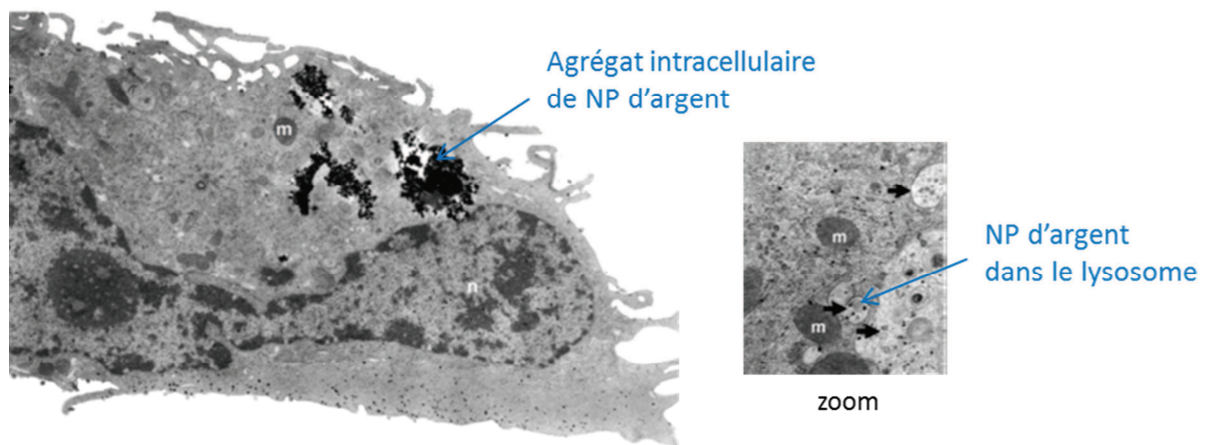 Agrégat intracellulaire
de NP d'argent
m
n
m
m
NP d'argent
dans le lysosome
zoom